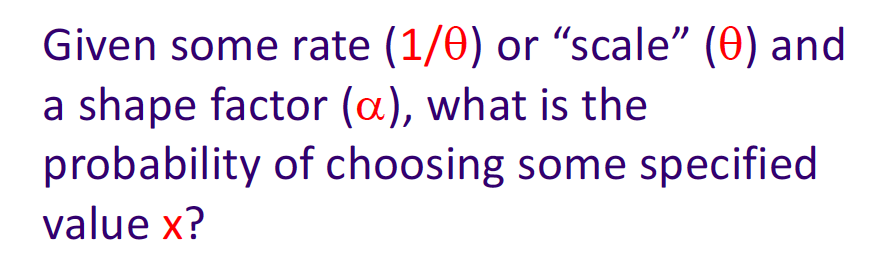 Given some rate (1/θ) or “scale” (θ) and
a shape factor (α), what is the
probability of choosing some specified
value x?